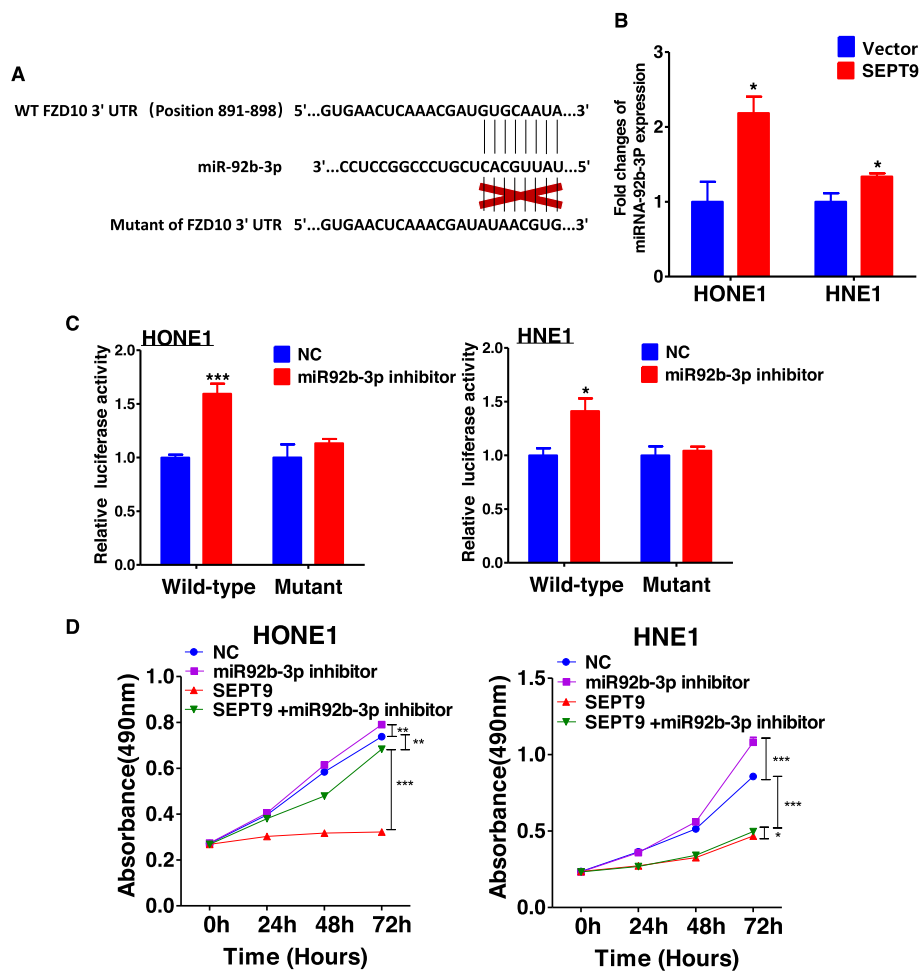 A
WT FZD10 3' UTR (Position 891-898) 5'...GUGAACUCAAACGAUGUGCAAUA...3'
miR-92b-3p 3'...CCUCCGGCCCUGCUCACGUUAU...5'
Mutant of FZD10 3' UTR 5'...GUGAACUCAAACGAUAUAACGUG...3'
B
Fold changes of
miRNA-92b-3P expression
3
2
1
0
Vector
SEPT9
*
*
HONE1 HNE1
C
HONE1
Relative luciferase activity
2.0
1.5
1.0
0.5
0.0
NC
miR92b-3p inhibitor
***
Wild-type Mutant
HNE1
Relative luciferase activity
2.0
1.5
1.0
0.5
0.0
NC
miR92b-3p inhibitor
*
Wild-type Mutant
D
HONE1
NC
miR92b-3p inhibitor
SEPT9
SEPT9 +miR92b-3p inhibitor
Absorbance(490nm)
1.0
0.8
0.6
0.4
0.2
0.0
**
**
***
0h 24h 48h 72h
Time (Hours)
HNE1
NC
miR92b-3p inhibitor
SEPT9
SEPT9 +miR92b-3p inhibitor
Absorbance(490nm)
1.5
1.0
0.5
0.0
***
***
*
0h 24h 48h 72h
Time (Hours)